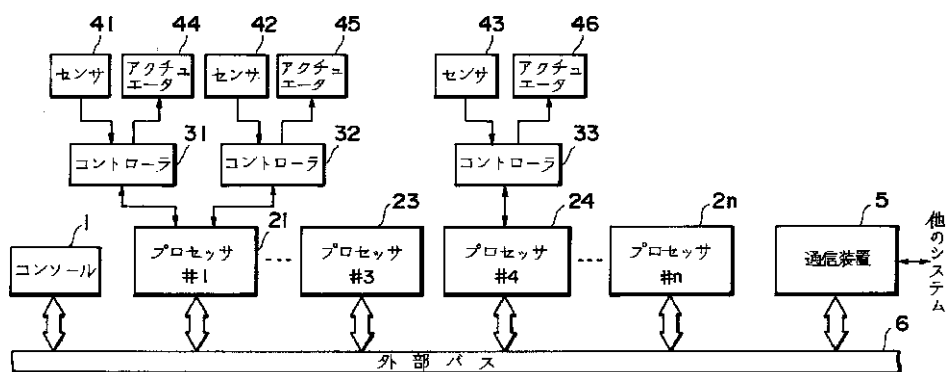 41 44 42 45 43 46
センサ アクチュ センサ アクチュ センサ アクチュ
エータ エータ エータ
31 32 33
コントローラ コントローラ コントローラ
1 21 23 24 2n 5
コンソール プロセッサ プロセッサ プロセッサ プロセッサ 通信装置
#1 … #3 #4 … #n
他のシステム
6
外部バス